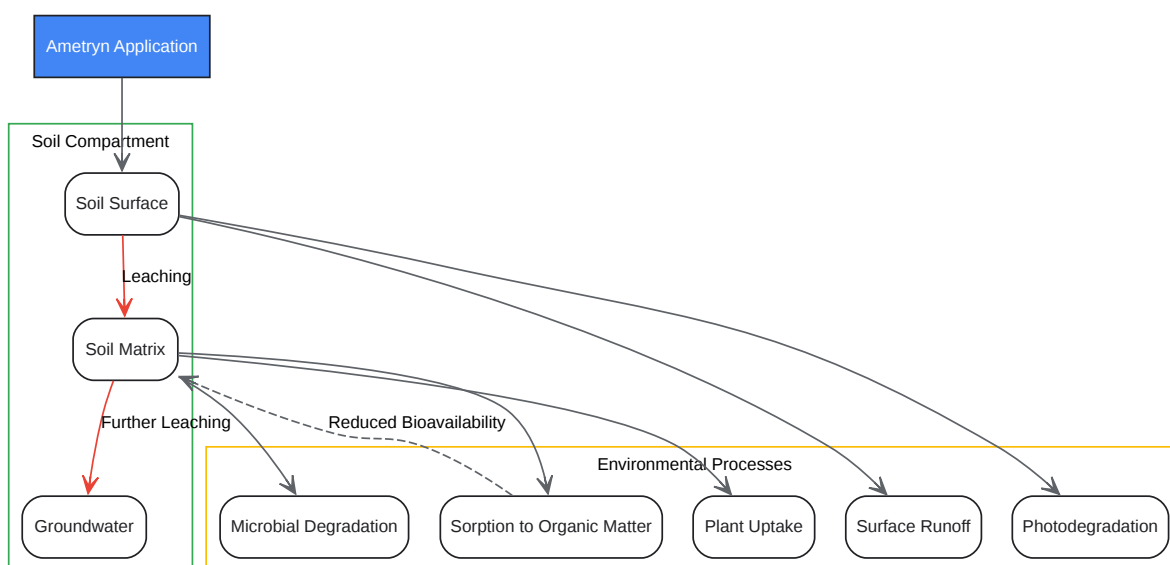 Ametryn Application
Soil Compartment
Soil Surface
Leaching
Soil Matrix
Further Leaching
Reduced Bioavailability
Environmental Processes
Groundwater
Microbial Degradation
Sorption to Organic Matter
Plant Uptake
Surface Runoff
Photodegradation